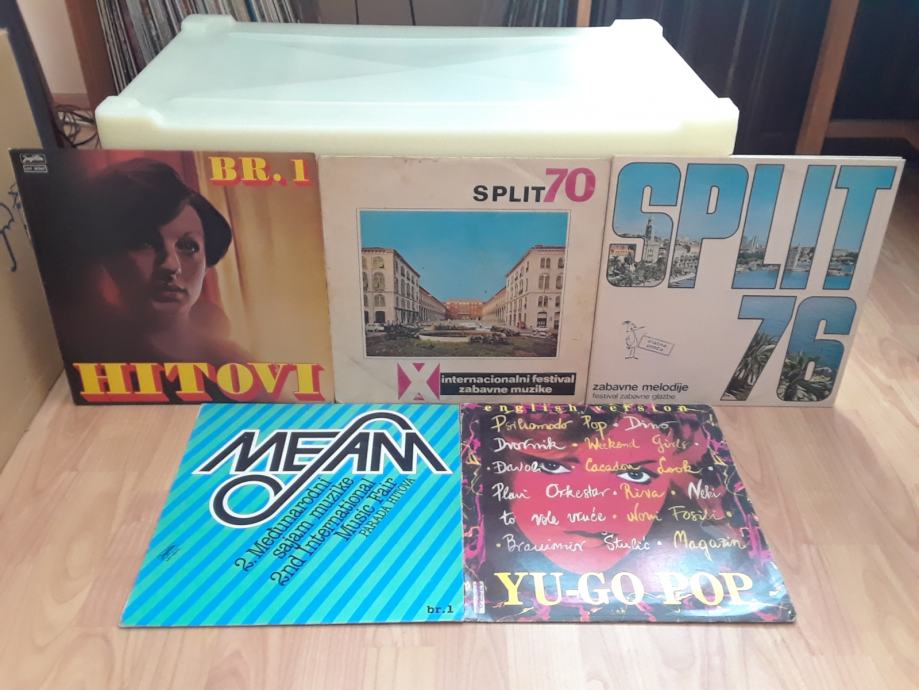 Jugoton
BR.1
HITOVI
SPLIT70
X internacionalni festival
zabavne muzike
SPLIT
76
zabavne melodije
festival zabavne glazbe
MESAM
2. Međunarodni
sajam muzike
2nd International
Music Fair
PARADA HITOVA
br.1
english version
Psihomodo Pop • Dino
Dvornik • Weekend Girls •
• Davoli • Cacadou Look •
Plavi Orkestar • Riva • Neki
to vole vruće • Novi Fosili •
• Branimir Štulić • Magazin
YU-GO POP